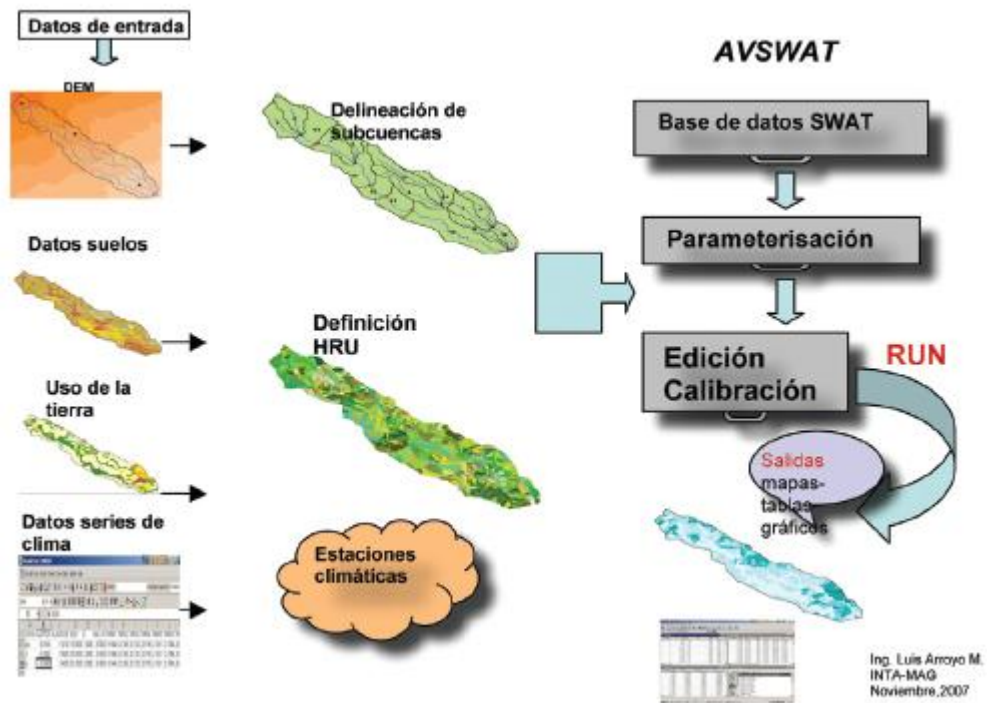 Datos de entrada
DEM
Delineación de
subcuencas
Datos suelos
Definición
HRU
Uso de la
tierra
Datos series de
clima
Estaciones
climáticas
AVSWAT
Base de datos SWAT
Parameterisación
Edición
Calibración
RUN
Salidas
mapas-
tablas-
gráficos
Ing. Luis Arroyo M.
INTA-MAG
Noviembre,2007